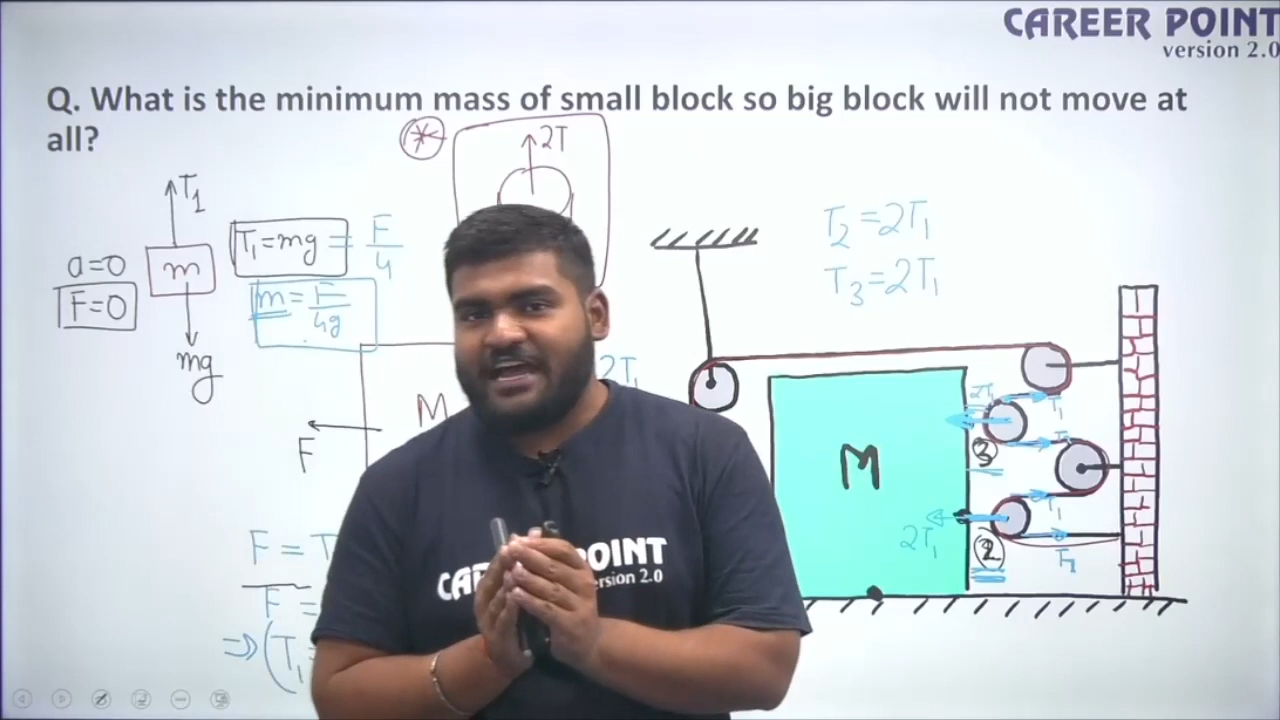 CAREER POINT
version 2.0
Q. What is the minimum mass of small block so big block will not move at
all?
2T
T₁
T₁=mg = F/4
a=0
m
F=0
m = F/4g
mg
T₂=2T₁
T₃=2T₁
2T₁
M
F
M
2T₁
T₁
3
T₁
2T₁
2
T₁
F = T
F =
⇒ (T₁
POINT
version 2.0